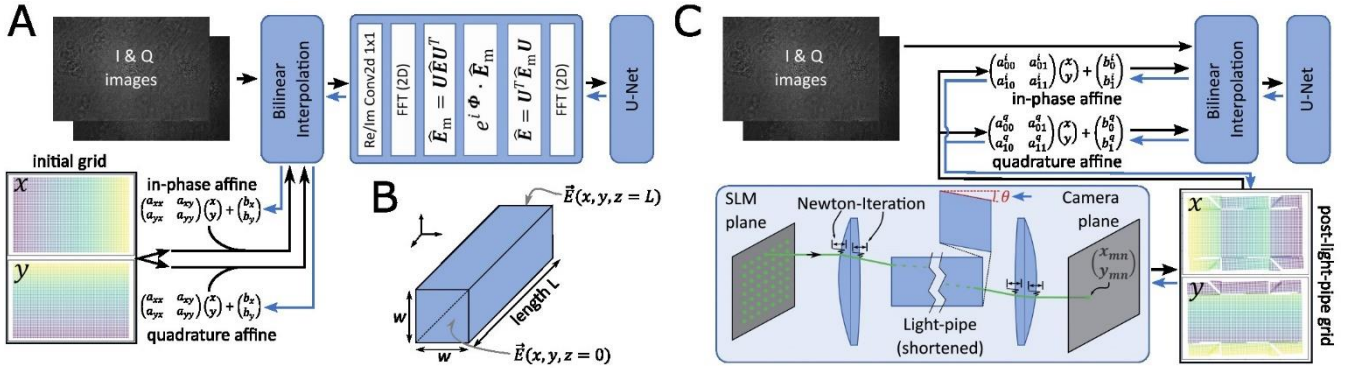 A
I & Q
images
Bilinear
Interpolation
Re/Im Conv2d 1x1
FFT (2D)
Ê_m = UÊU^T
e^{iΦ} · Ê_m
Ê = U^T Ê_m U
FFT (2D)
U-Net
initial grid
x
y
in-phase affine
(a_xx a_xy)(x) + (b_x)
(a_yx a_yy)(y) (b_y)
(a_xx a_xy)(x) + (b_x)
(a_yx a_yy)(y) (b_y)
quadrature affine
B
E⃗(x, y, z = L)
length L
w
w
E⃗(x, y, z = 0)
C
I & Q
images
(a^i_00 a^i_01)(x) + (b^i_0)
(a^i_10 a^i_11)(y) (b^i_1)
in-phase affine
(a^q_00 a^q_01)(x) + (b^q_0)
(a^q_10 a^q_11)(y) (b^q_1)
quadrature affine
Bilinear
Interpolation
U-Net
SLM
plane
Newton-Iteration
θ
Camera
plane
(x_mn)
(y_mn)
Light-pipe
(shortened)
x
y
post-light-pipe grid